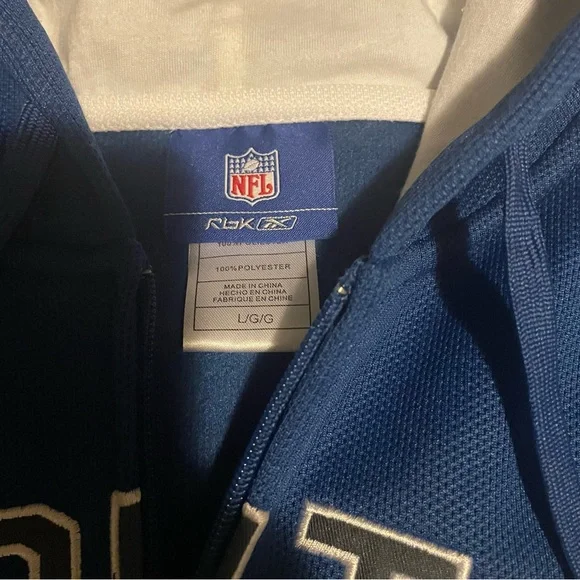 NFL
RBK
100% POLYESTER
MADE IN CHINA
HECHO EN CHINA
FABRIQUE EN CHINE
L/G/G
T